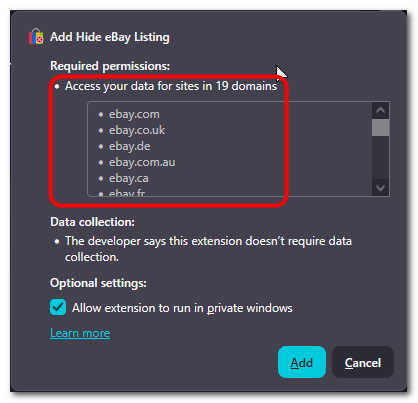 Add Hide eBay Listing
Required permissions:
• Access your data for sites in 19 domains
• ebay.com
• ebay.co.uk
• ebay.de
• ebay.com.au
• ebay.ca
• ebay.fr
Data collection:
• The developer says this extension doesn't require data
collection.
Optional settings:
Allow extension to run in private windows
Learn more
Add Cancel